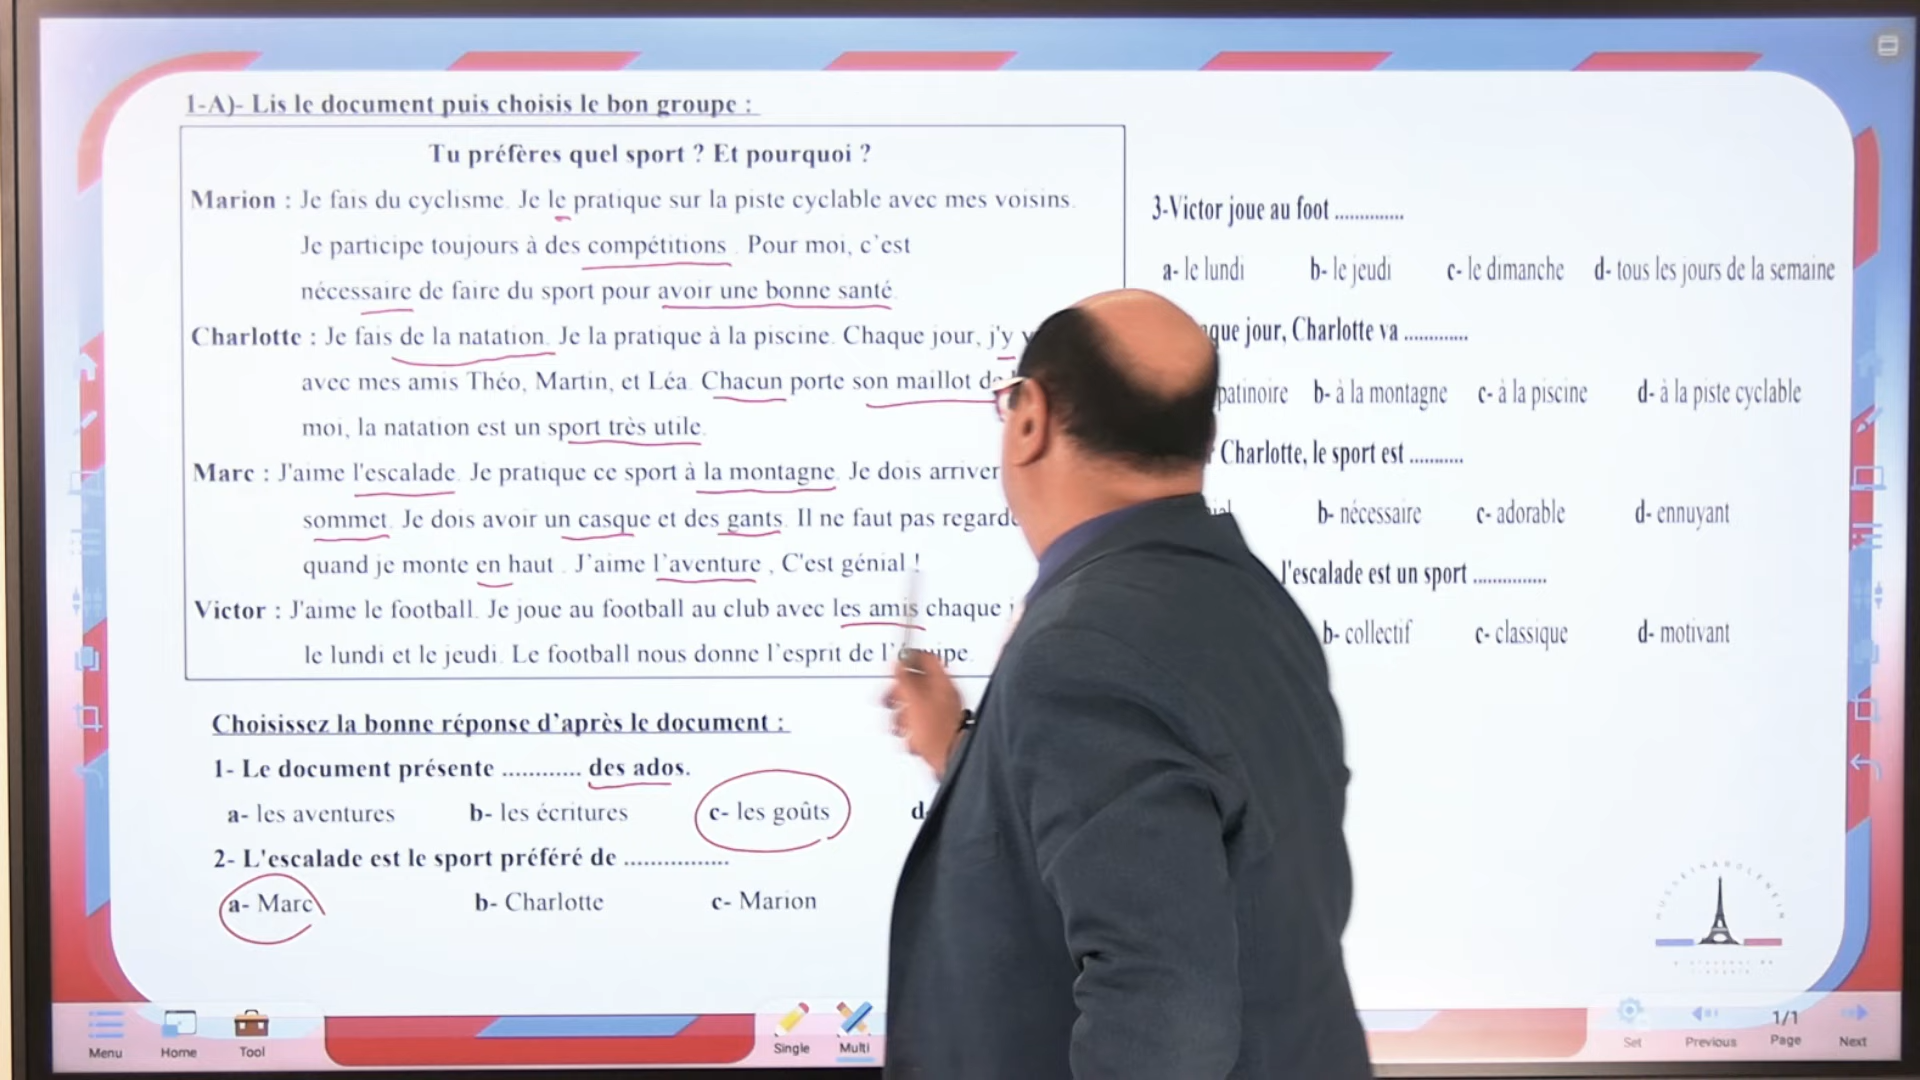 1-A)- Lis le document puis choisis le bon groupe :
Tu préfères quel sport ? Et pourquoi ?
Marion : Je fais du cyclisme. Je le pratique sur la piste cyclable avec mes voisins.
Je participe toujours à des compétitions . Pour moi, c'est
nécessaire de faire du sport pour avoir une bonne santé.
Charlotte : Je fais de la natation. Je la pratique à la piscine. Chaque jour, j'y
avec mes amis Théo, Martin, et Léa. Chacun porte son maillot de
moi, la natation est un sport très utile.
Marc : J'aime l'escalade. Je pratique ce sport à la montagne. Je dois arriver
sommet. Je dois avoir un casque et des gants. Il ne faut pas
quand je monte en haut . J'aime l'aventure , C'est génial !
Victor : J'aime le football. Je joue au football au club avec les amis chaque
le lundi et le jeudi. Le football nous donne l'esprit de l'équipe.
Choisissez la bonne réponse d'après le document :
1- Le document présente ............ des ados.
a- les aventures b- les écritures c- les goûts d-
2- L'escalade est le sport préféré de ................
a- Marc b- Charlotte c- Marion
3-Victor joue au foot ..............
a- le lundi b- le jeudi c- le dimanche d- tous les jours de la semaine
jour, Charlotte va .............
patinoire b- à la montagne c- à la piscine d- à la piste cyclable
Charlotte, le sport est ...........
b- nécessaire c- adorable d- ennuyant
l'escalade est un sport ...............
b- collectif c- classique d- motivant
Menu Home Tool Single Multi Set Previous 1/1 Page Next